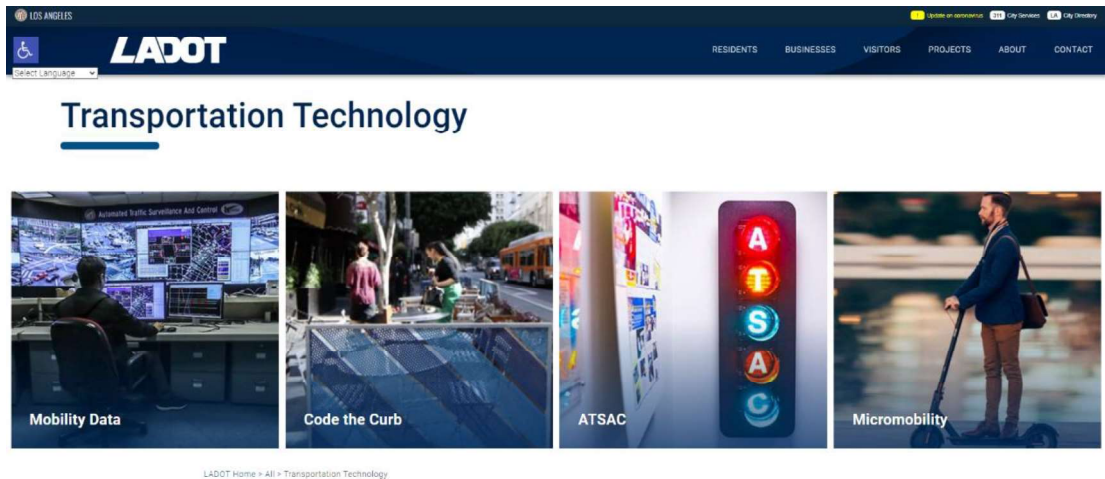 LOS ANGELES
! Update on coronavirus 311 City Services LA City Directory
LADOT
RESIDENTS BUSINESSES VISITORS PROJECTS ABOUT CONTACT
Select Language
Transportation Technology
Automated Traffic Surveillance And Control
A
T
S
A
C
Mobility Data
Code the Curb
ATSAC
Micromobility
LADOT Home > All > Transportation Technology